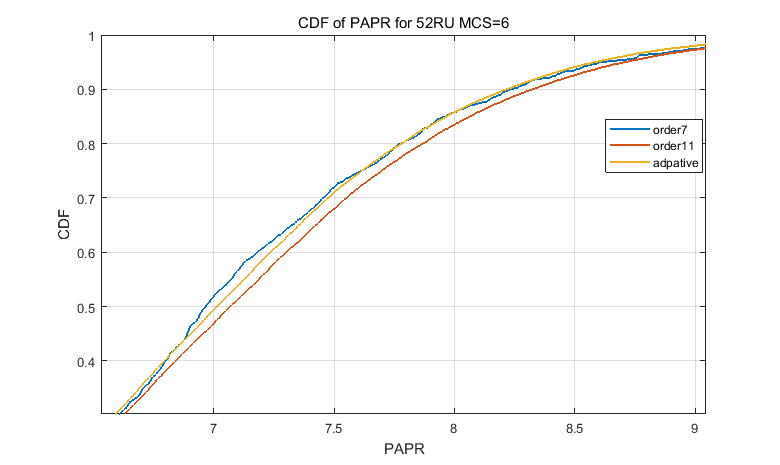 CDF of PAPR for 52RU MCS=6
1
0.9
0.8
0.7
0.6
0.5
0.4
CDF
order7
order11
adpative
7
7.5
8
8.5
9
PAPR